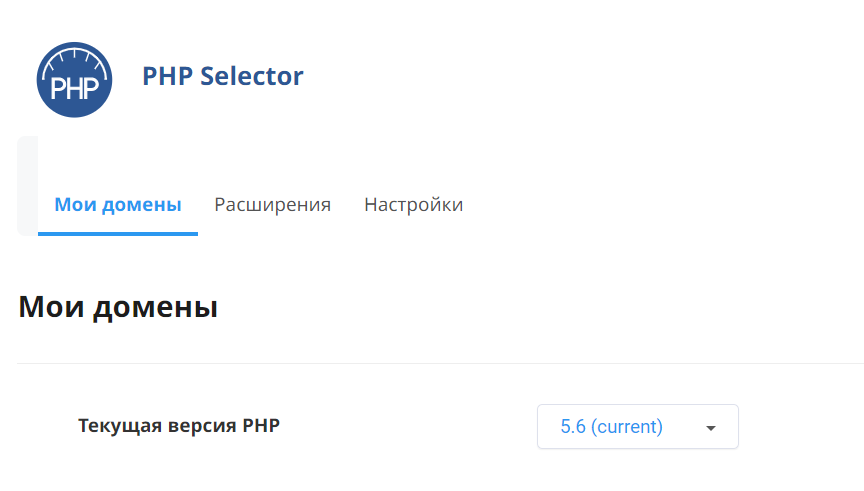 PHP
PHP Selector
Мои домены Расширения Настройки
Мои домены
Текущая версия PHP 5.6 (current)